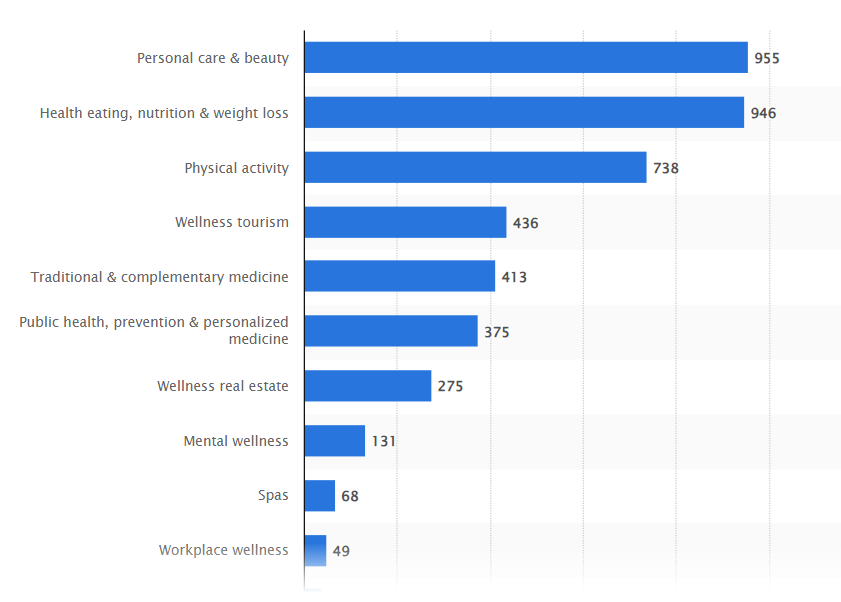 Personal care & beauty 955
Health eating, nutrition & weight loss 946
Physical activity 738
Wellness tourism 436
Traditional & complementary medicine 413
Public health, prevention & personalized
medicine 375
Wellness real estate 275
Mental wellness 131
Spas 68
Workplace wellness 49